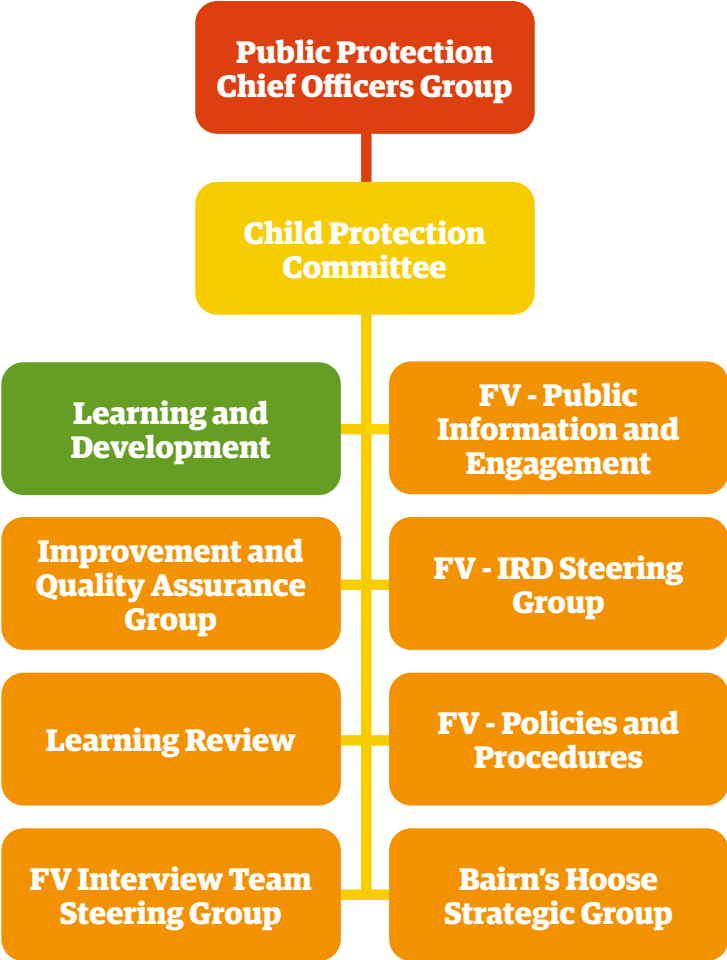 Public Protection
Chief Officers Group
Child Protection
Committee
Learning and
Development
FV - Public
Information and
Engagement
Improvement and
Quality Assurance
Group
FV - IRD Steering
Group
Learning Review
FV - Policies and
Procedures
FV Interview Team
Steering Group
Bairn’s Hoose
Strategic Group